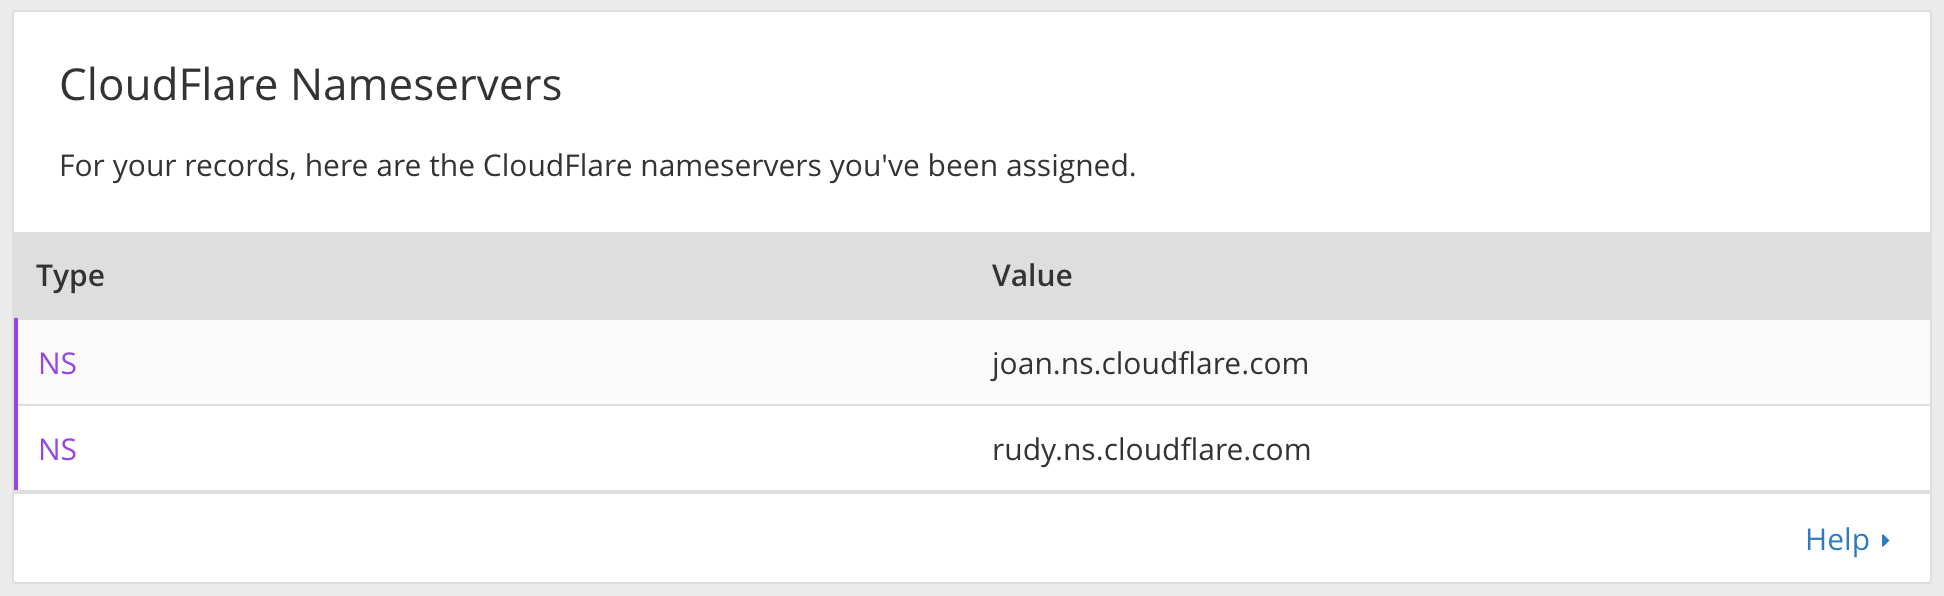 CloudFlare Nameservers
For your records, here are the CloudFlare nameservers you've been assigned.
Type Value
NS joan.ns.cloudflare.com
NS rudy.ns.cloudflare.com
Help